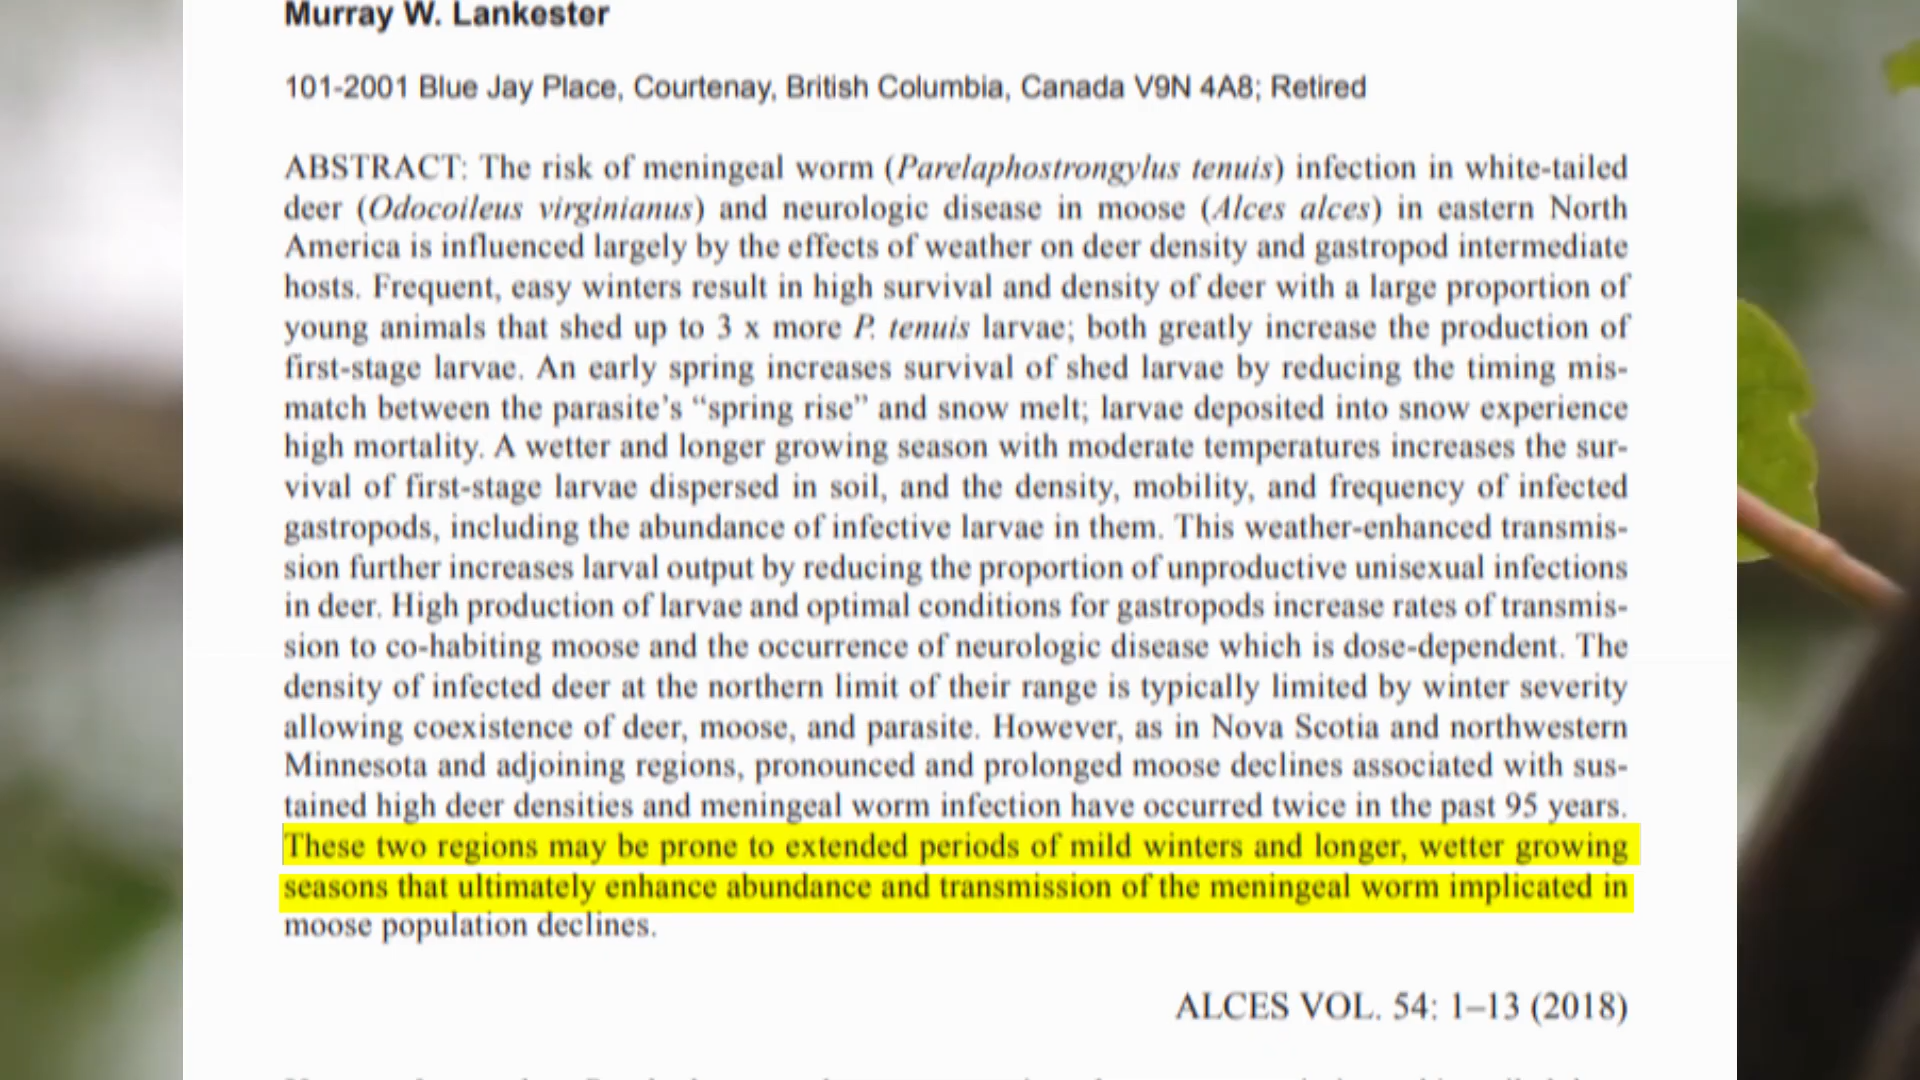 Murray W. Lankester
101-2001 Blue Jay Place, Courtenay, British Columbia, Canada V9N 4A8; Retired
ABSTRACT: The risk of meningeal worm (Parelaphostrongylus tenuis) infection in white-tailed
deer (Odocoileus virginianus) and neurologic disease in moose (Alces alces) in eastern North
America is influenced largely by the effects of weather on deer density and gastropod intermediate
hosts. Frequent, easy winters result in high survival and density of deer with a large proportion of
young animals that shed up to 3 x more P. tenuis larvae; both greatly increase the production of
first-stage larvae. An early spring increases survival of shed larvae by reducing the timing mis-
match between the parasite's “spring rise” and snow melt; larvae deposited into snow experience
high mortality. A wetter and longer growing season with moderate temperatures increases the sur-
vival of first-stage larvae dispersed in soil, and the density, mobility, and frequency of infected
gastropods, including the abundance of infective larvae in them. This weather-enhanced transmis-
sion further increases larval output by reducing the proportion of unproductive unisexual infections
in deer. High production of larvae and optimal conditions for gastropods increase rates of transmis-
sion to co-habiting moose and the occurrence of neurologic disease which is dose-dependent. The
density of infected deer at the northern limit of their range is typically limited by winter severity
allowing coexistence of deer, moose, and parasite. However, as in Nova Scotia and northwestern
Minnesota and adjoining regions, pronounced and prolonged moose declines associated with sus-
tained high deer densities and meningeal worm infection have occurred twice in the past 95 years.
These two regions may be prone to extended periods of mild winters and longer, wetter growing
seasons that ultimately enhance abundance and transmission of the meningeal worm implicated in
moose population declines.
ALCES VOL. 54: 1–13 (2018)